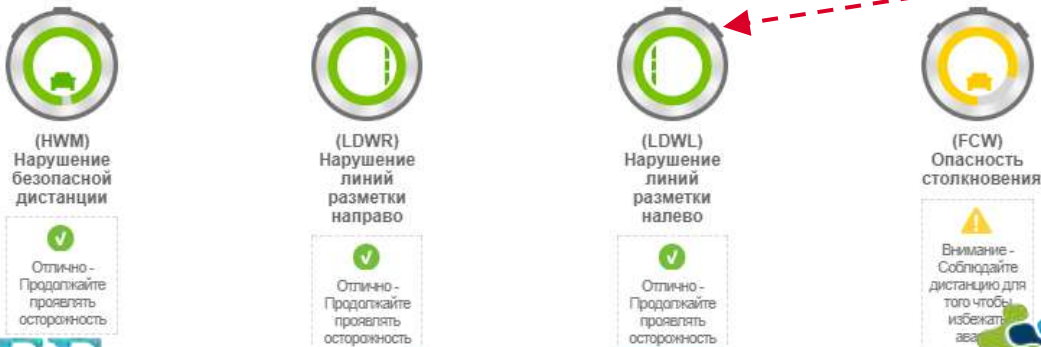 (HWM)
Нарушение
безопасной
дистанции
Отлично -
Продолжайте
проявлять
осторожность
(LDWR)
Нарушение
линий
разметки
направо
Отлично -
Продолжайте
проявлять
осторожность
(LDWL)
Нарушение
линий
разметки
налево
Отлично -
Продолжайте
проявлять
осторожность
(FCW)
Опасность
столкновения
Внимание -
Соблюдайте
дистанцию для
того чтобы